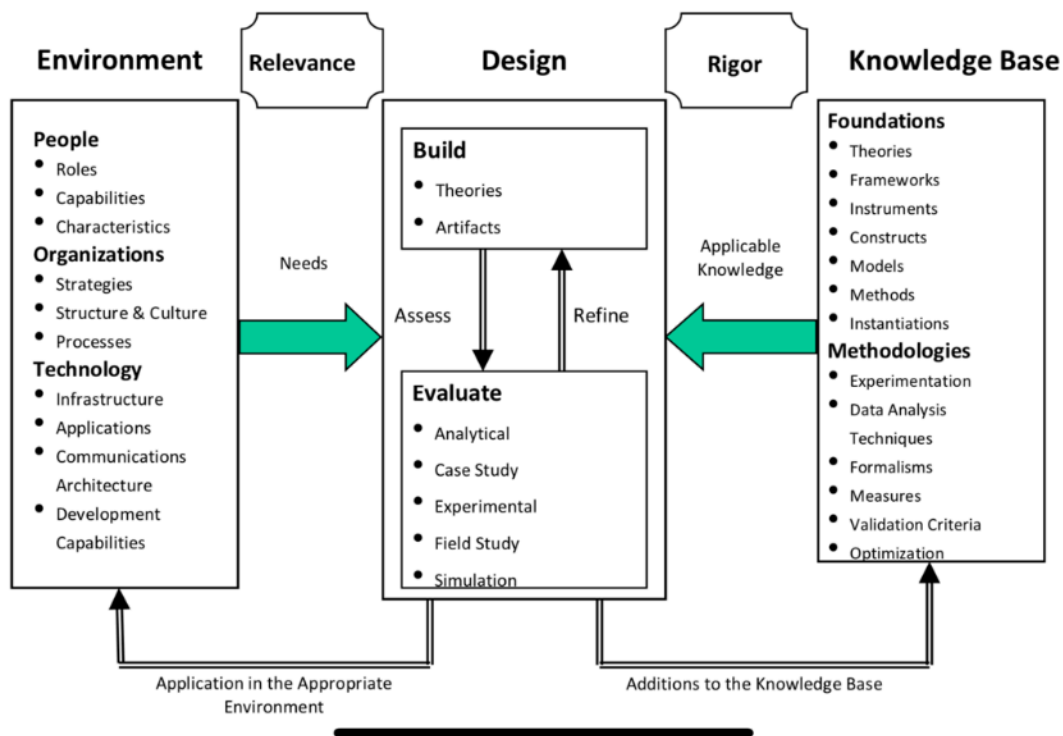 Environment
Relevance
Design
Rigor
Knowledge Base
People
• Roles
• Capabilities
• Characteristics
Organizations
• Strategies
• Structure & Culture
• Processes
Technology
• Infrastructure
• Applications
• Communications
Architecture
• Development
Capabilities
Needs
Build
• Theories
• Artifacts
Assess
Refine
Evaluate
• Analytical
• Case Study
• Experimental
• Field Study
• Simulation
Applicable
Knowledge
Foundations
• Theories
• Frameworks
• Instruments
• Constructs
• Models
• Methods
• Instantiations
Methodologies
• Experimentation
• Data Analysis
Techniques
• Formalisms
• Measures
• Validation Criteria
• Optimization
Application in the Appropriate
Environment
Additions to the Knowledge Base